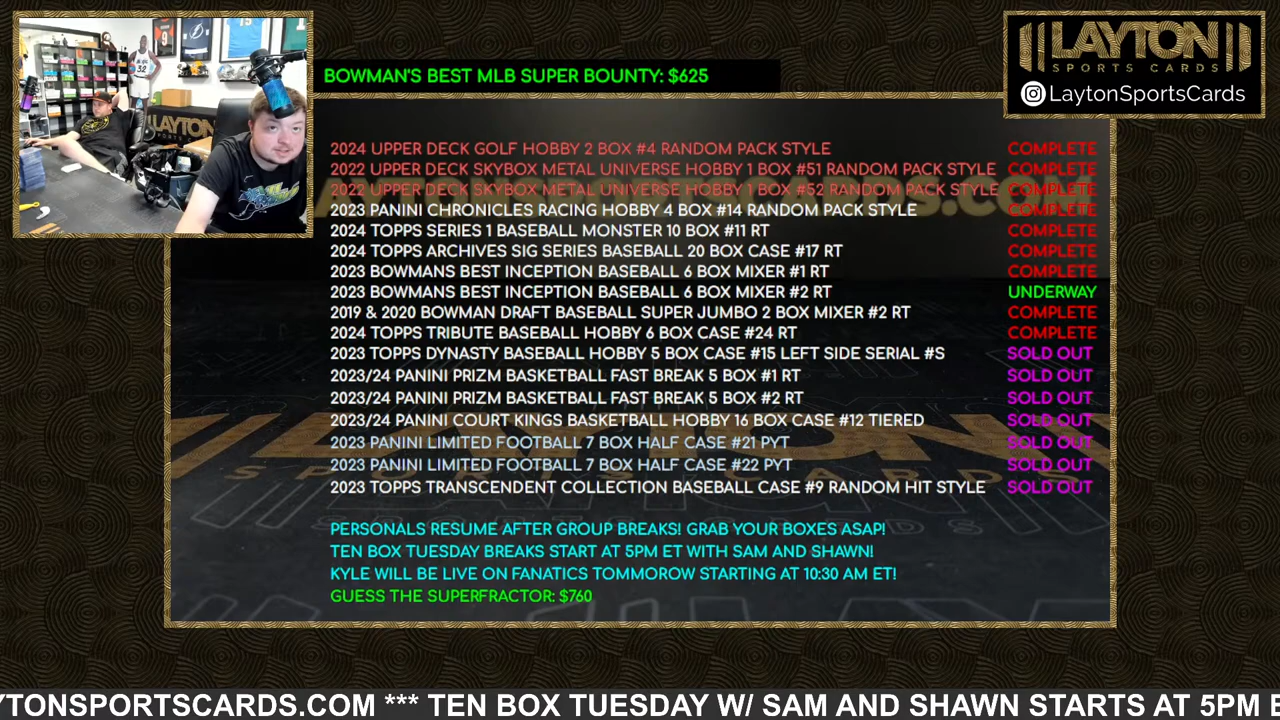 BOWMAN'S BEST MLB SUPER BOUNTY: $625
LAYTON
SPORTS CARDS
LaytonSportsCards
2024 UPPER DECK GOLF HOBBY 2 BOX #4 RANDOM PACK STYLE COMPLETE
2022 UPPER DECK SKYBOX METAL UNIVERSE HOBBY 1 BOX #51 RANDOM PACK STYLE COMPLETE
2022 UPPER DECK SKYBOX METAL UNIVERSE HOBBY 1 BOX #52 RANDOM PACK STYLE COMPLETE
2023 PANINI CHRONICLES RACING HOBBY 4 BOX #14 RANDOM PACK STYLE COMPLETE
2024 TOPPS SERIES 1 BASEBALL MONSTER 10 BOX #11 RT COMPLETE
2024 TOPPS ARCHIVES SIG SERIES BASEBALL 20 BOX CASE #17 RT COMPLETE
2023 BOWMANS BEST INCEPTION BASEBALL 6 BOX MIXER #1 RT COMPLETE
2023 BOWMANS BEST INCEPTION BASEBALL 6 BOX MIXER #2 RT UNDERWAY
2019 & 2020 BOWMAN DRAFT BASEBALL SUPER JUMBO 2 BOX MIXER #2 RT COMPLETE
2024 TOPPS TRIBUTE BASEBALL HOBBY 6 BOX CASE #24 RT COMPLETE
2023 TOPPS DYNASTY BASEBALL HOBBY 5 BOX CASE #15 LEFT SIDE SERIAL #S SOLD OUT
2023/24 PANINI PRIZM BASKETBALL FAST BREAK 5 BOX #1 RT SOLD OUT
2023/24 PANINI PRIZM BASKETBALL FAST BREAK 5 BOX #2 RT SOLD OUT
2023/24 PANINI COURT KINGS BASKETBALL HOBBY 16 BOX CASE #12 TIERED SOLD OUT
2023 PANINI LIMITED FOOTBALL 7 BOX HALF CASE #21 PYT SOLD OUT
2023 PANINI LIMITED FOOTBALL 7 BOX HALF CASE #22 PYT SOLD OUT
2023 TOPPS TRANSCENDENT COLLECTION BASEBALL CASE #9 RANDOM HIT STYLE SOLD OUT
PERSONALS RESUME AFTER GROUP BREAKS! GRAB YOUR BOXES ASAP!
TEN BOX TUESDAY BREAKS START AT 5PM ET WITH SAM AND SHAWN!
KYLE WILL BE LIVE ON FANATICS TOMMOROW STARTING AT 10:30 AM ET!
GUESS THE SUPERFRACTOR: $760
YTONSPORTSCARDS.COM *** TEN BOX TUESDAY W/ SAM AND SHAWN STARTS AT 5PM E